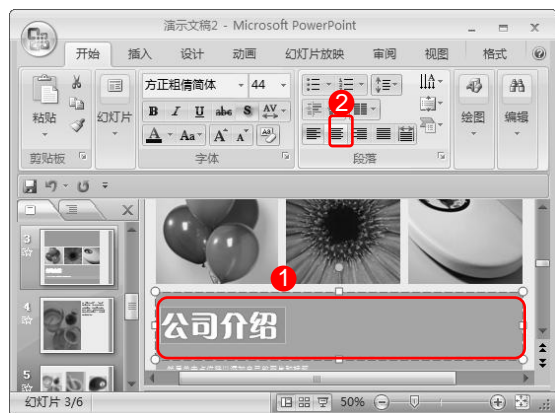 演示文稿2 - Microsoft PowerPoint
开始 插入 设计 动画 幻灯片放映 审阅 视图 格式
方正粗倩简体 44
B I U abc S AV
A Aa A A
粘贴 幻灯片 绘图 编辑
剪贴板 字体 段落
2
3
4
5
1
公司介绍
幻灯片 3/6 50%